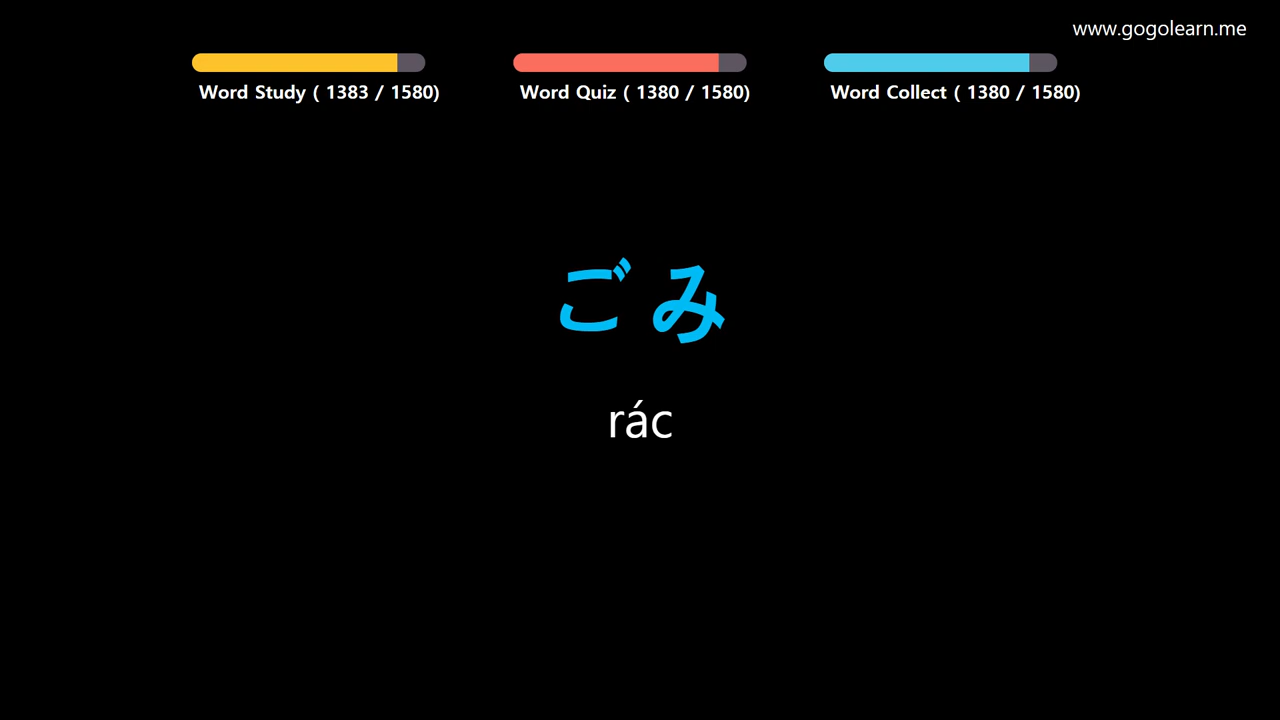 www.gogolearn.me
Word Study ( 1383 / 1580)
Word Quiz ( 1380 / 1580)
Word Collect ( 1380 / 1580)
ごみ
rác